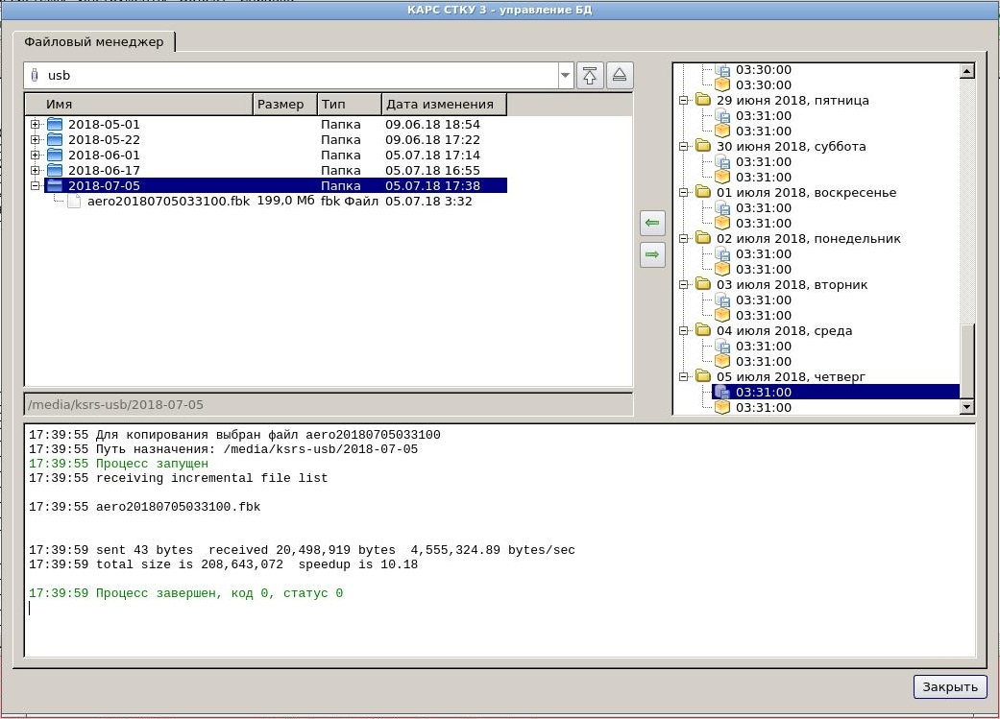 КАРС СТКУ 3 - управление БД
Файловый менеджер
usb
Имя Размер Тип Дата изменения
2018-05-01 Папка 09.06.18 18:54
2018-05-22 Папка 09.06.18 17:22
2018-06-01 Папка 05.07.18 17:14
2018-06-17 Папка 05.07.18 16:55
2018-07-05 Папка 05.07.18 17:38
aero20180705033100.fbk 199,0 Мб fbk Файл 05.07.18 3:32
/media/ksrs-usb/2018-07-05
03:30:00
03:30:00
29 июня 2018, пятница
03:31:00
03:31:00
30 июня 2018, суббота
03:31:00
03:31:00
01 июля 2018, воскресенье
03:31:00
03:31:00
02 июля 2018, понедельник
03:31:00
03:31:00
03 июля 2018, вторник
03:31:00
03:31:00
04 июля 2018, среда
03:31:00
03:31:00
05 июля 2018, четверг
03:31:00
03:31:00
17:39:55 Для копирования выбран файл aero20180705033100
17:39:55 Путь назначения: /media/ksrs-usb/2018-07-05
17:39:55 Процесс запущен
17:39:55 receiving incremental file list
17:39:55 aero20180705033100.fbk
17:39:59 sent 43 bytes  received 20,498,919 bytes  4,555,324.89 bytes/sec
17:39:59 total size is 208,643,072  speedup is 10.18
17:39:59 Процесс завершен, код 0, статус 0
Закрыть